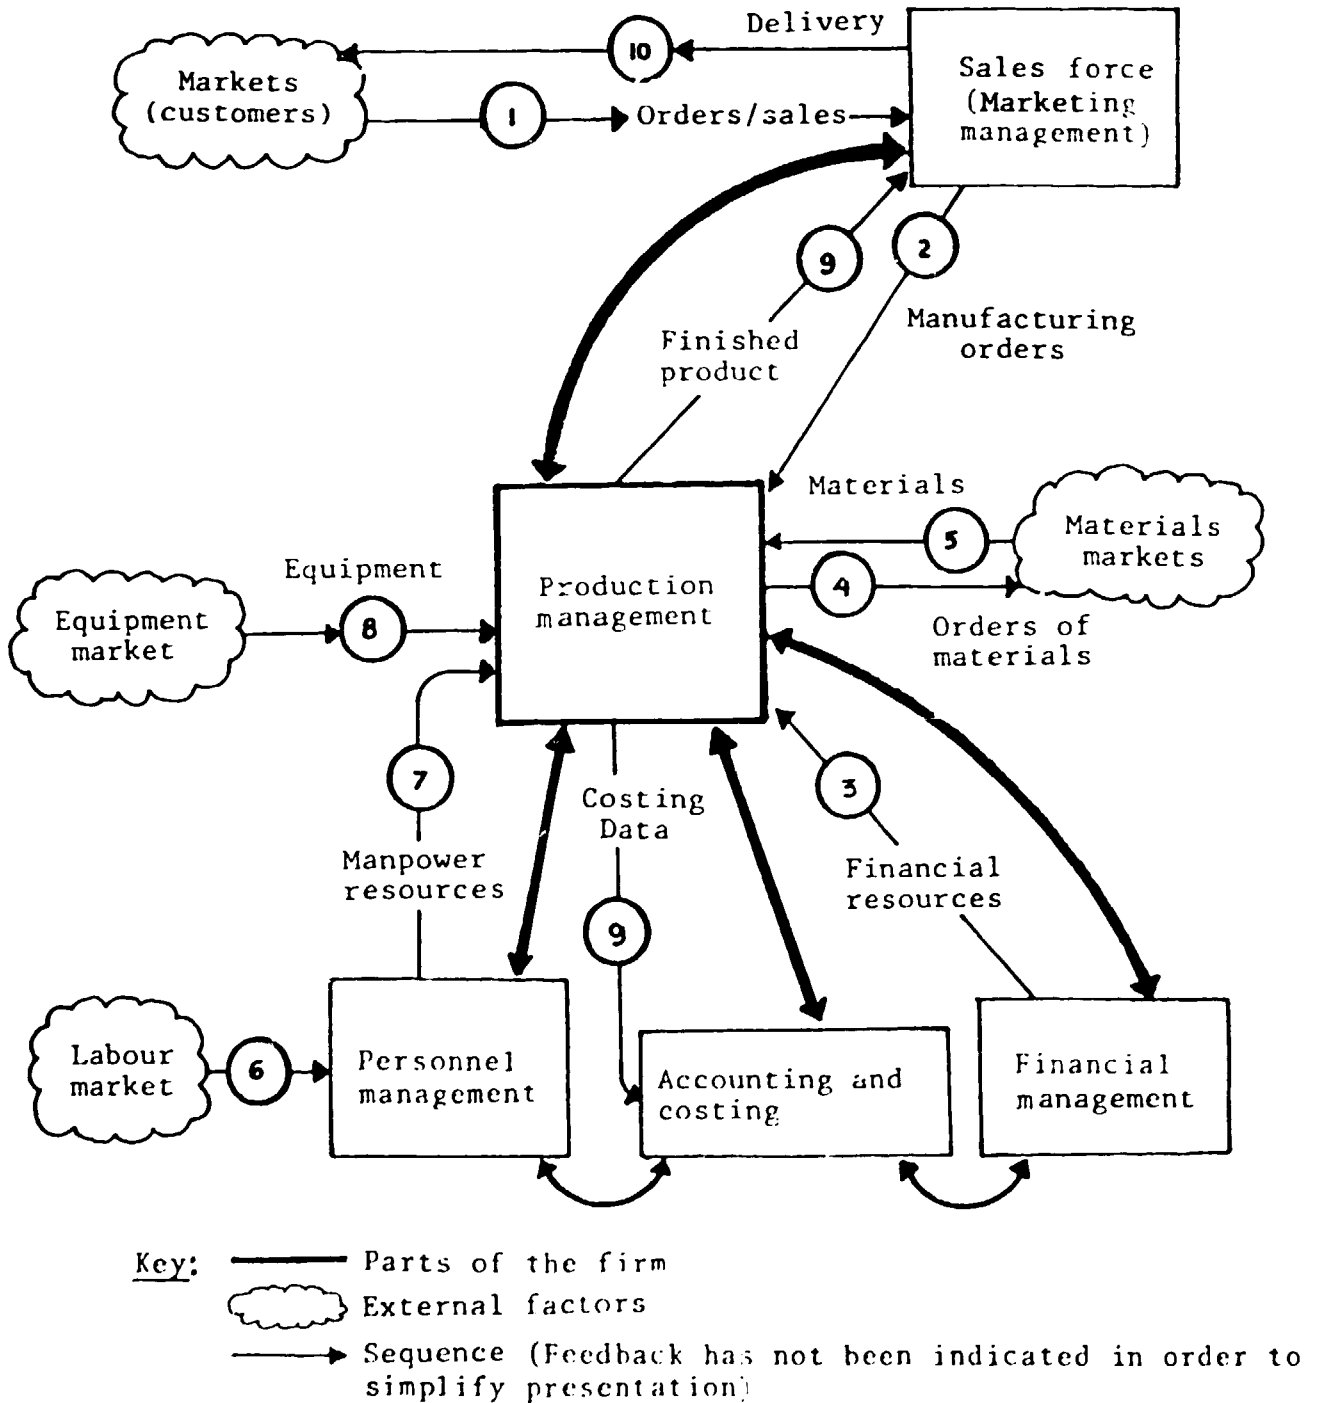 Delivery
10
Markets
(customers)
1
Orders/sales
Sales force
(Marketing
management)
9
2
Finished
product
Manufacturing
orders
Materials
5
Materials
markets
Production
management
4
Orders of
materials
Equipment
Equipment
market
8
7
Costing
Data
3
Manpower
resources
Financial
resources
9
Labour
market
6
Personnel
management
Accounting and
costing
Financial
management
Key:
Parts of the firm
External factors
Sequence (Feedback has not been indicated in order to
simplify presentation)